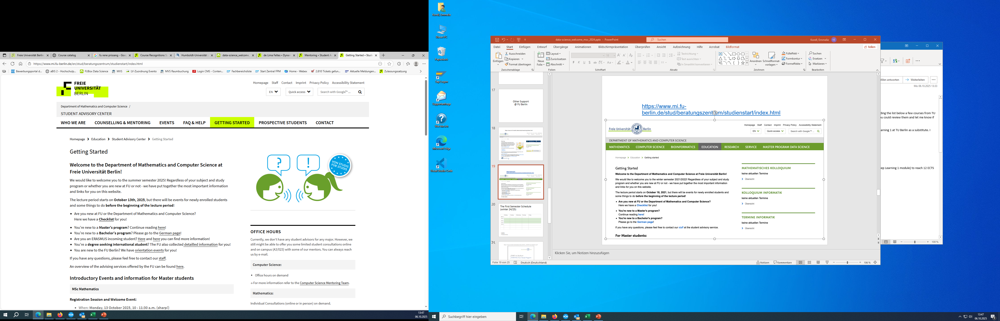 Freie Universität Berlin
Course catalog
fu rene prissang - Goo
Course Recognitions S
Humboldt-Universität
data-science_welcome_
de Lima Feltes • Dynam
Mentoring • Student A
Getting Started • Stude
https://www.mi.fu-berlin.de/en/stud/beratungszentrum/studienstart/index.html
Bewerbungsportal d...
aBIS 2 - Hochschulp...
FUBox Data Science
MVS
LV-Zuordnung Evento
MVS Raumbuchung
Login CMS - Conten...
Fachbereichsliste
Start Zentral FPM
Home - Webex
2.810 Tickets gefun...
Aktuelle Meldungen...
Zulassungssatzung
FREIE
UNIVERSITÄT
BERLIN
Homepage Staff Contact Imprint Privacy Policy Accessibility Statement
EN
Quick access
Search with Google™ ...
Department of Mathematics and Computer Science /
STUDENT ADVISORY CENTER
WHO WE ARE COUNSELLING & MENTORING EVENTS FAQ & HELP GETTING STARTED PROSPECTIVE STUDENTS CONTACT
Homepage Education Student Advisory Center Getting Started
Getting Started
Welcome to the Department of Mathematics and Computer Science at
Freie Universität Berlin!
We would like to welcome you to the summer semester 2025! Regardless of your subject and study
program or whether you are new at FU or not - we have put together the most important information
and links for you on this website.
The lecture period starts on October 13th, 2025, but there will be events for newly enrolled students
and some things to do before the beginning of the lecture period!
• Are you new at FU or the Department of Mathematics and Computer Science?
Here we have a Checklist for you!
• You're new to a Master's program? Continue reading here!
• You're new to a Bachelor's program? Please go to the German page!
• Are you an ERASMUS incoming student? Here and here you can find more information!
• You're a degree seeking international student? The FU also collected detailled information for you!
• You are new to the FU Berlin? We have orientation events for you!
If you have any questions, please feel free to contact our staff.
An overview of the advising services offered by the FU can be found here.
Introductory Events and information for Master students
MSc Mathematics
Registration Session and Welcome Event:
• When: Monday, 13 October 2025, 10 - 11:30 a.m. (sharp!)
?
!
VON STUDIS
FÜR STUDIS
OFFICE HOURS
Currently, we don't have any student advisors for any major. However, we
still might be able to offer you some limited student consultations online
and on campus (A3/023) with some of our mentors. You can always reach
us by e-mail.
Computer Science:
• Office hours on demand
→ For more information refer to the Computer Science Mentoring Team.
Mathematics:
Individual Consultations (online or in person) on demand.
13:47
06.10.2025
Korell, Emmelie
Dieser PC
Papierkorb
Sap Logon
Supportanfrage
Wer bin ich
Microsoft Edge
Visual Studio Code
data-science_welcome_msc_2024.pptx - PowerPoint
Suchen
Korell, Emmelie
KE
Datei Start Einfügen Entwurf Übergänge Animationen Bildschirmpräsentation Überprüfen Ansicht Aufzeichnung Hilfe Acrobat Bildformat
Teilen
Einfügen
Ausschneiden
Kopieren
Format übertragen
Zwischenablage
Neue
Folie
Layout
Zurücksetzen
Abschnitt
Folien
Schriftart
Textrichtung
Text ausrichten
In SmartArt konvertieren
Absatz
Anordnen
Schnellformat-
vorlagen
Fülleffekt
Formkontur
Formeffekte
Zeichnen
Suchen
Ersetzen
Markieren
Bearbeiten
17
Other Support
@ FU Berlin
18
19
20
The First Semester Schedule
(winter 24/25)
21
https://www.mi.fu-
berlin.de/stud/beratungszentrum/studienstart/index.html
Freie Universität Berlin
Homepage Staff Contact Imprint Privacy Policy Accessibility Statement
EN
Quick access
Search with Google™ ...
DEPARTMENT OF MATHEMATICS AND COMPUTER SCIENCE
MATHEMATICS COMPUTER SCIENCE BIOINFORMATICS EDUCATION RESEARCH SERVICE MASTER PROGRAM DATA SCIENCE
Homepage Education Getting started
Getting Started
Welcome to the Department of Mathematics and Computer Science at Freie Universität Berlin!
We would like to welcome you to the winter semester 2021/2022! Regardless of your subject and study
program and whether you are new at FU or not - we have put together the most important information
and links for you on this website.
The lecture period starts on October 18, 2021, but there will be events for newly enrolled students and
some things to do before the beginning of the lecture period!
• Are you new at FU or the Department of Mathematics and Computer Science?
Here we have a Checklist for you!
• You're new to a Master's program?
Continue reading here!
• You're new to a Bachelor's program?
Please go to the German page!
If you have any questions, please feel free to contact our staff at the student advisory service.
For Master students:
MATHEMATISCHES KOLLOQUIUM
keine aktuellen Termine
Übersicht
KOLLOQUIUM INFORMATIK
keine aktuellen Termine
Übersicht
TERMINE INFORMATIK
keine aktuellen Termine
Übersicht
Klicken Sie, um Notizen hinzuzufügen
Folie 19 von 25
Deutsch (Deutschland)
Notizen
Kommentare
106 %
Allen antworten
Weiterleiten
Mo 06.10.2025 13:33
ding the list below a few courses from TU
u could review them and let me know if
arning 1 at TU Berlin as a substitute. I
ep Learning 1 module) to reach 12 ECTS
100 %
Suchbegriff hier eingeben
13:47
06.10.2025